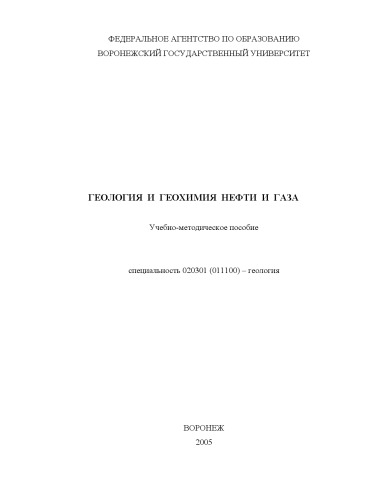 ФЕДЕРАЛЬНОЕ АГЕНТСТВО ПО ОБРАЗОВАНИЮ
ВОРОНЕЖСКИЙ ГОСУДАРСТВЕННЫЙ УНИВЕРСИТЕТ
ГЕОЛОГИЯ И ГЕОХИМИЯ НЕФТИ И ГАЗА
Учебно-методическое пособие
специальность 020301 (011100) – геология
ВОРОНЕЖ
2005